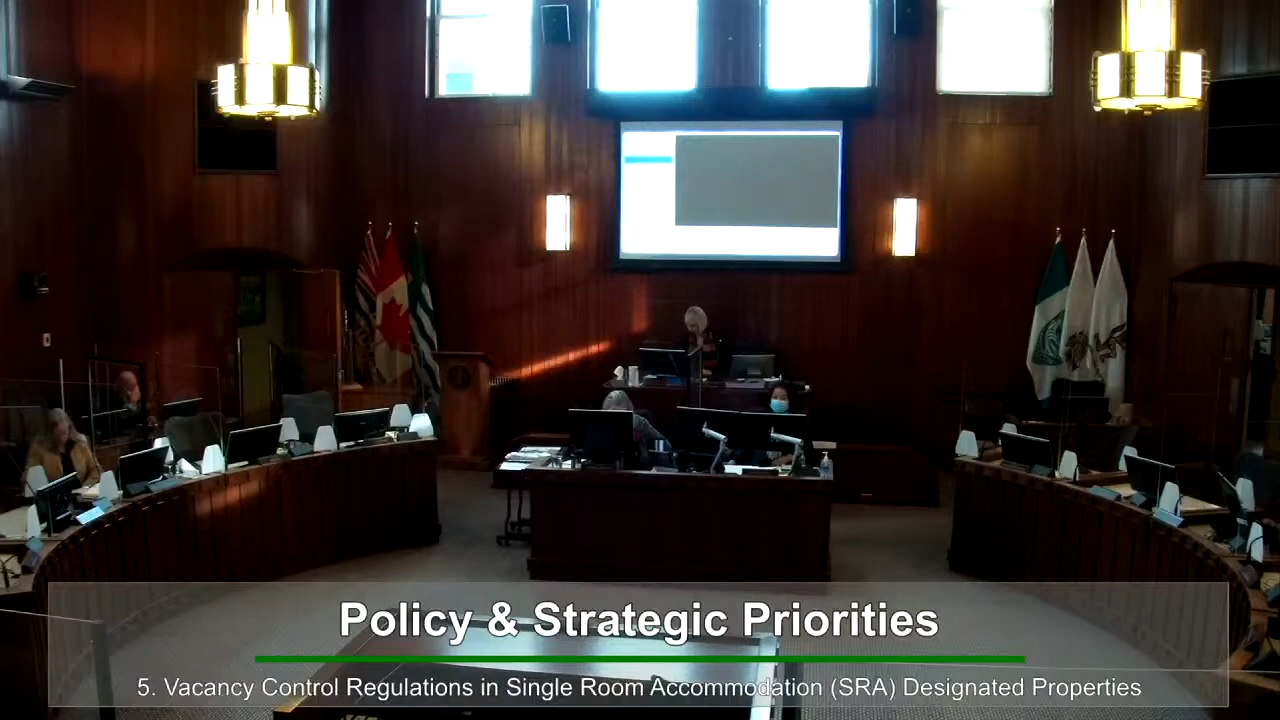 Policy & Strategic Priorities
5. Vacancy Control Regulations in Single Room Accommodation (SRA) Designated Properties